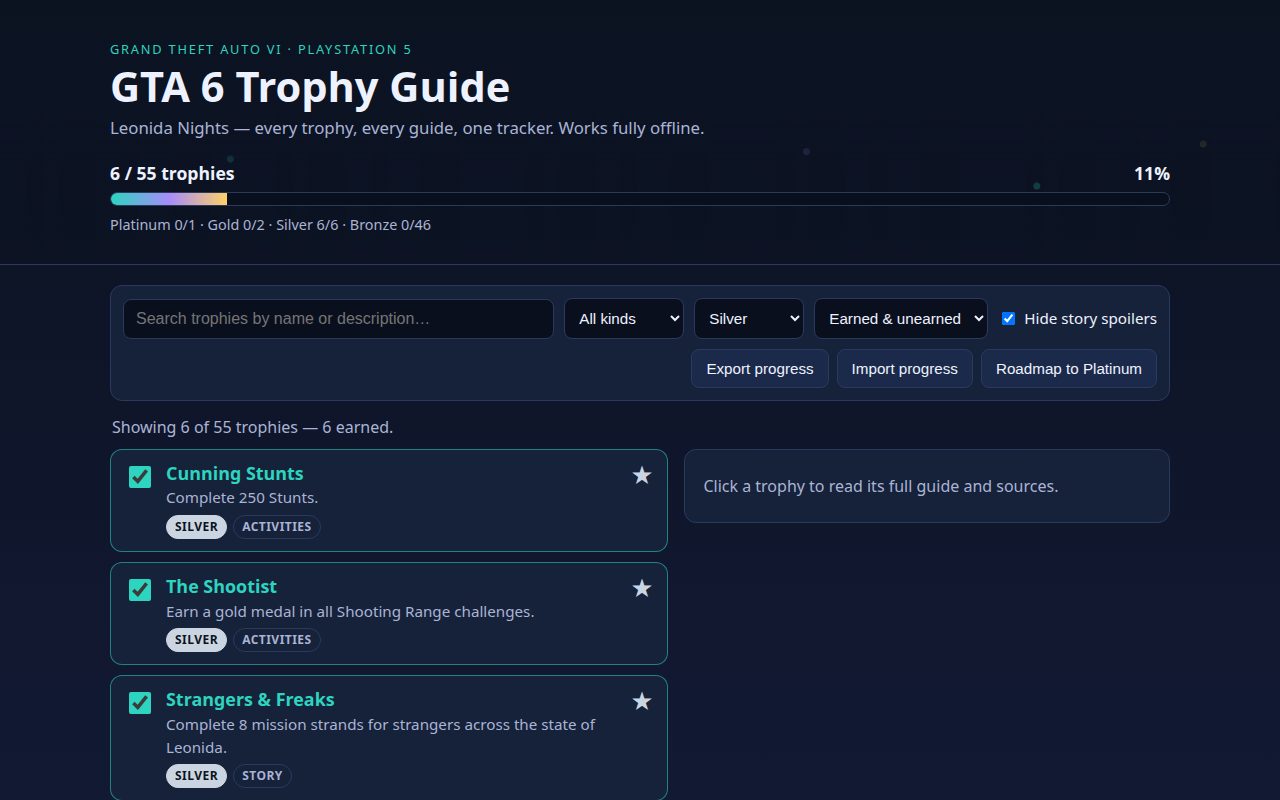 GRAND THEFT AUTO VI · PLAYSTATION 5
GTA 6 Trophy Guide
Leonida Nights — every trophy, every guide, one tracker. Works fully offline.
6 / 55 trophies
11%
Platinum 0/1 · Gold 0/2 · Silver 6/6 · Bronze 0/46
Search trophies by name or description…
All kinds
Silver
Earned & unearned
Hide story spoilers
Export progress
Import progress
Roadmap to Platinum
Showing 6 of 55 trophies — 6 earned.
Cunning Stunts
Complete 250 Stunts.
SILVER
ACTIVITIES
Click a trophy to read its full guide and sources.
The Shootist
Earn a gold medal in all Shooting Range challenges.
SILVER
ACTIVITIES
Strangers & Freaks
Complete 8 mission strands for strangers across the state of
Leonida.
SILVER
STORY